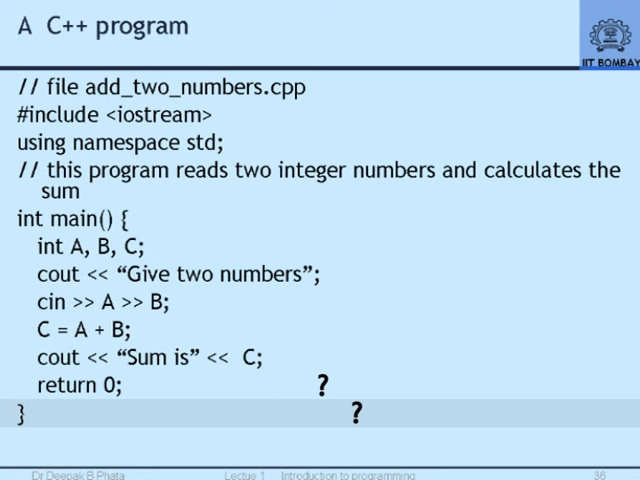 A C++ program
IIT BOMBAY
// file add_two_numbers.cpp
#include <iostream>
using namespace std;
// this program reads two integer numbers and calculates the
sum
int main() {
int A, B, C;
cout << “Give two numbers”;
cin >> A >> B;
C = A + B;
cout << “Sum is” << C;
return 0; ?
} ?
Dr Deepak B Phata Lectue 1 Introduction to programming 36